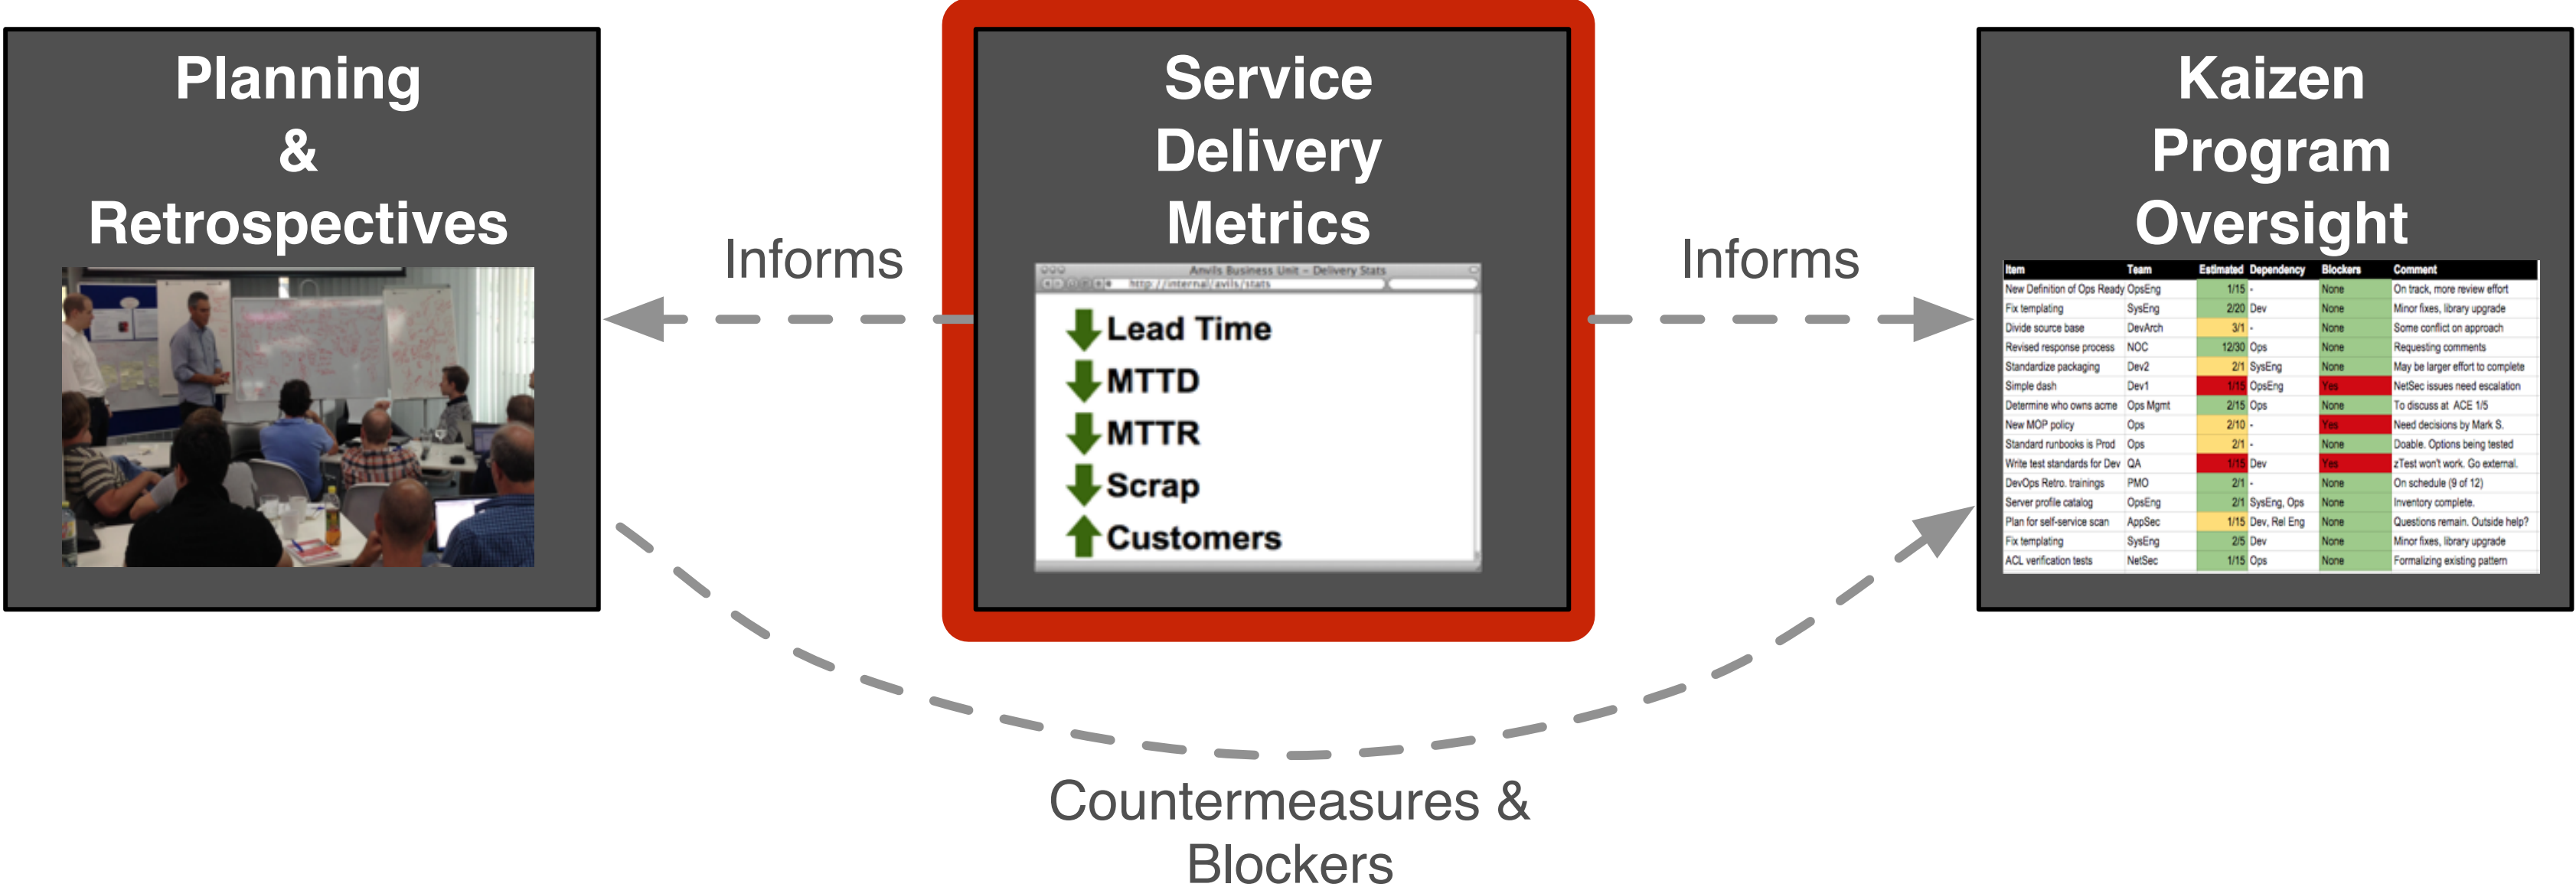 Planning
&
Retrospectives
Informs
Service
Delivery
Metrics
Anvils Business Unit – Delivery Stats
http://internal/avils/stats
Lead Time
MTTD
MTTR
Scrap
Customers
Informs
Kaizen
Program
Oversight
Item Team Estimated Dependency Blockers Comment
New Definition of Ops Ready OpsEng 1/15 - None On track, more review effort
Fix templating SysEng 2/20 Dev None Minor fixes, library upgrade
Divide source base DevArch 3/1 - None Some conflict on approach
Revised response process NOC 12/30 Ops None Requesting comments
Standardize packaging Dev2 2/1 SysEng None May be larger effort to complete
Simple dash Dev1 1/15 OpsEng Yes NetSec issues need escalation
Determine who owns acme Ops Mgmt 2/15 Ops None To discuss at ACE 1/5
New MOP policy Ops 2/10 - Yes Need decisions by Mark S.
Standard runbooks is Prod Ops 2/1 - None Doable. Options being tested
Write test standards for Dev QA 1/15 Dev Yes zTest won't work. Go external.
DevOps Retro. trainings PMO 2/1 - None On schedule (9 of 12)
Server profile catalog OpsEng 2/1 SysEng, Ops None Inventory complete.
Plan for self-service scan AppSec 1/15 Dev, Rel Eng None Questions remain. Outside help?
Fix templating SysEng 2/5 Dev None Minor fixes, library upgrade
ACL verification tests NetSec 1/15 Ops None Formalizing existing pattern
Countermeasures &
Blockers